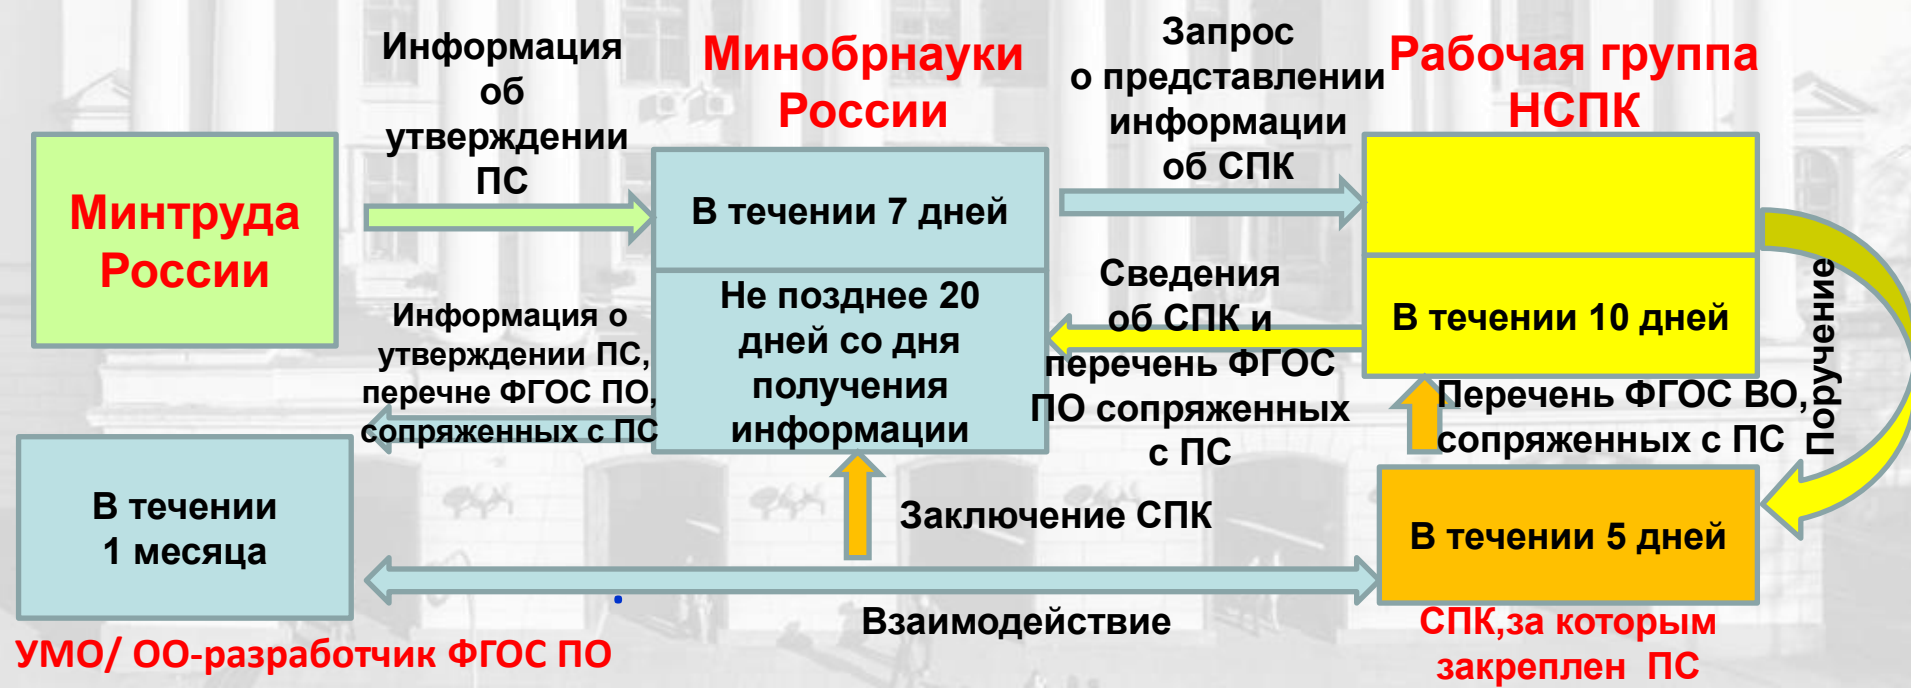 Информация
об
утверждении
ПС
Минобрнауки
России
Запрос
о представлении
информации
об СПК
Рабочая группа
НСПК
Минтруда
России
В течении 7 дней
Не позднее 20
дней со дня
получения
информации
Сведения
об СПК и
перечень ФГОС
ПО сопряженных
с ПС
В течении 10 дней
Поручение
Информация о
утверждении ПС,
перечне ФГОС ПО,
сопряженных с ПС
Перечень ФГОС ВО,
сопряженных с ПС
В течении
1 месяца
Заключение СПК
В течении 5 дней
.
Взаимодействие
УМО/ ОО-разработчик ФГОС ПО
СПК,за которым
закреплен ПС